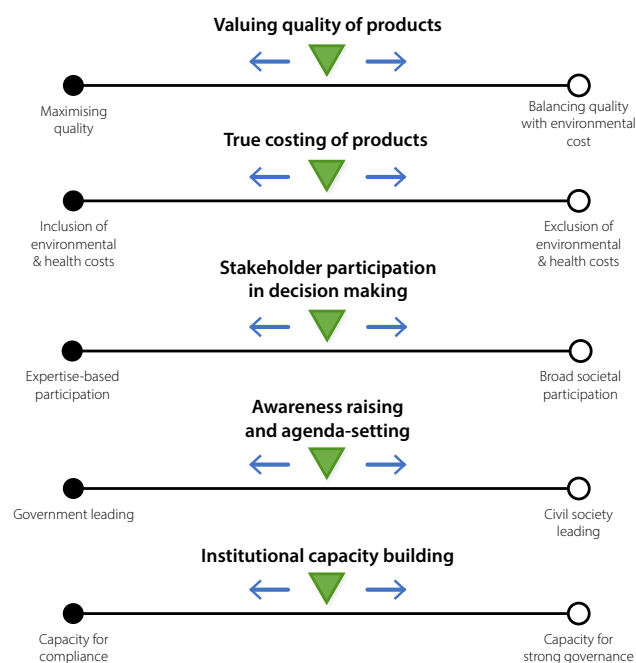 Valuing quality of products
Maximising
quality
Balancing quality
with environmental
cost
True costing of products
Inclusion of
environmental
& health costs
Exclusion of
environmental
& health costs
Stakeholder participation
in decision making
Expertise-based
participation
Broad societal
participation
Awareness raising
and agenda-setting
Government leading
Civil society
leading
Institutional capacity building
Capacity for
compliance
Capacity for
strong governance